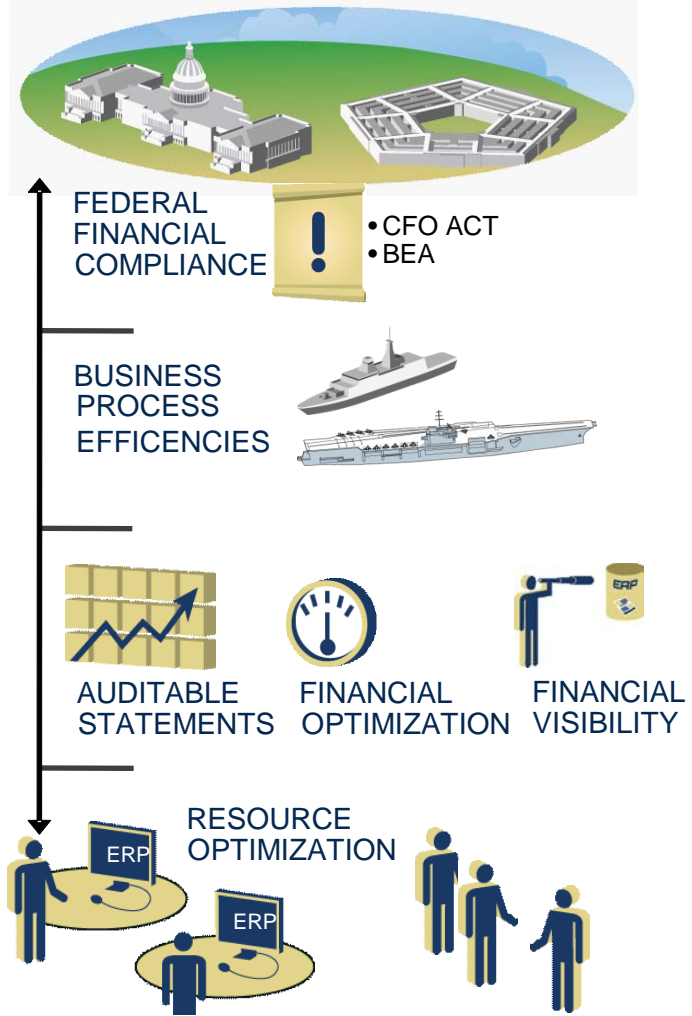 FEDERAL
FINANCIAL
COMPLIANCE
!
• CFO ACT
• BEA
BUSINESS
PROCESS
EFFICENCIES
ERP
AUDITABLE
STATEMENTS
FINANCIAL
OPTIMIZATION
FINANCIAL
VISIBILITY
RESOURCE
OPTIMIZATION
ERP
ERP